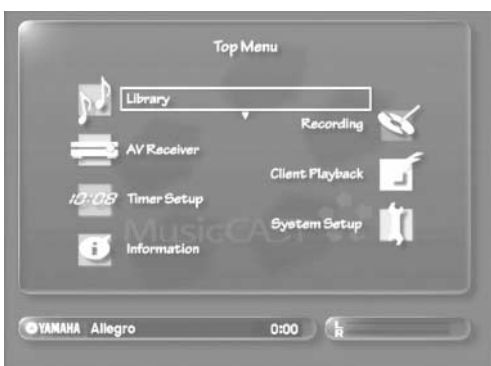 Top Menu
Library
Recording
AV Receiver
Client Playback
10:08 Timer Setup
System Setup
MusicCAST
Information
YAMAHA Allegro 0:00 L
R